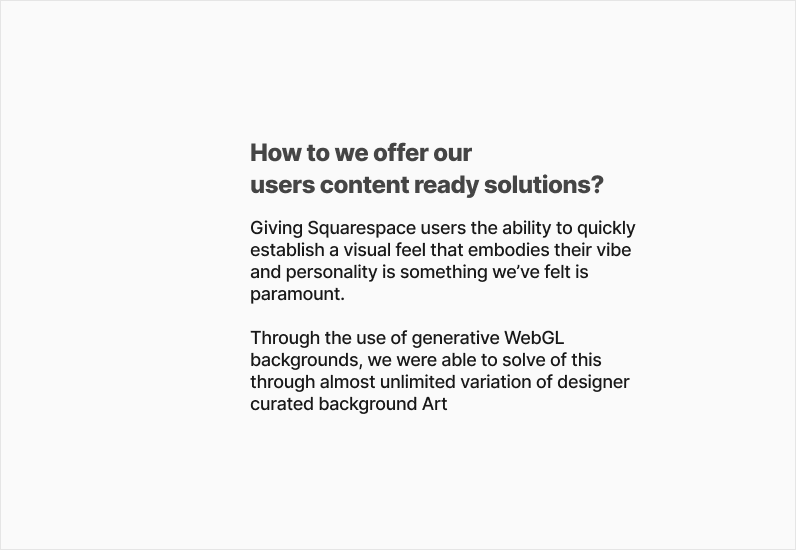 How to we offer our
users content ready solutions?
Giving Squarespace users the ability to quickly
establish a visual feel that embodies their vibe
and personality is something we’ve felt is
paramount.
Through the use of generative WebGL
backgrounds, we were able to solve of this
through almost unlimited variation of designer
curated background Art